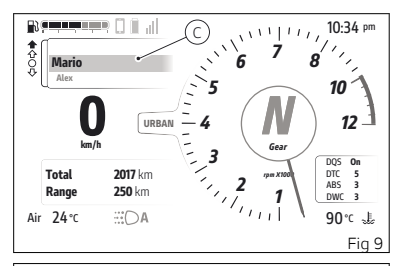 C
10:34 pm
Mario
Alex
0
km/h
URBAN
1
2
3
4
5
6
7
8
10
12
N
Gear
rpm X1000
Total 2017 km
Range 250 km
DQS On
DTC 5
ABS 3
DWC 3
Air 24 °C
A
90 °C
Fig 9